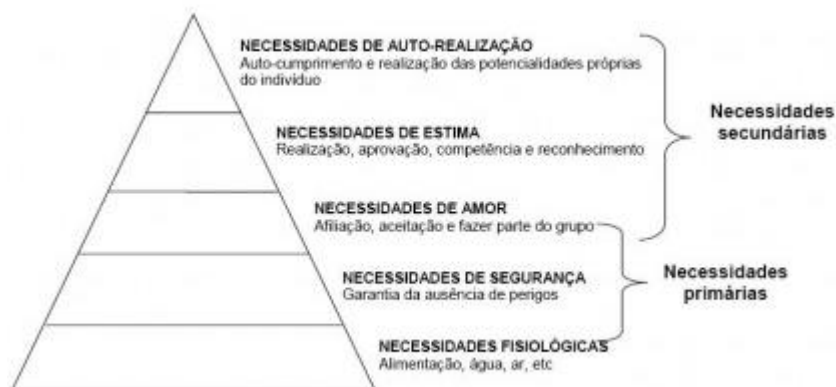 NECESSIDADES DE AUTO-REALIZAÇÃO
Auto-cumprimento e realização das potencialidades próprias
do indivíduo
NECESSIDADES DE ESTIMA
Realização, aprovação, competência e reconhecimento
NECESSIDADES DE AMOR
Afiliação, aceitação e fazer parte do grupo
NECESSIDADES DE SEGURANÇA
Garantia da ausência de perigos
NECESSIDADES FISIOLÓGICAS
Alimentação, água, ar, etc
Necessidades
secundárias
Necessidades
primárias